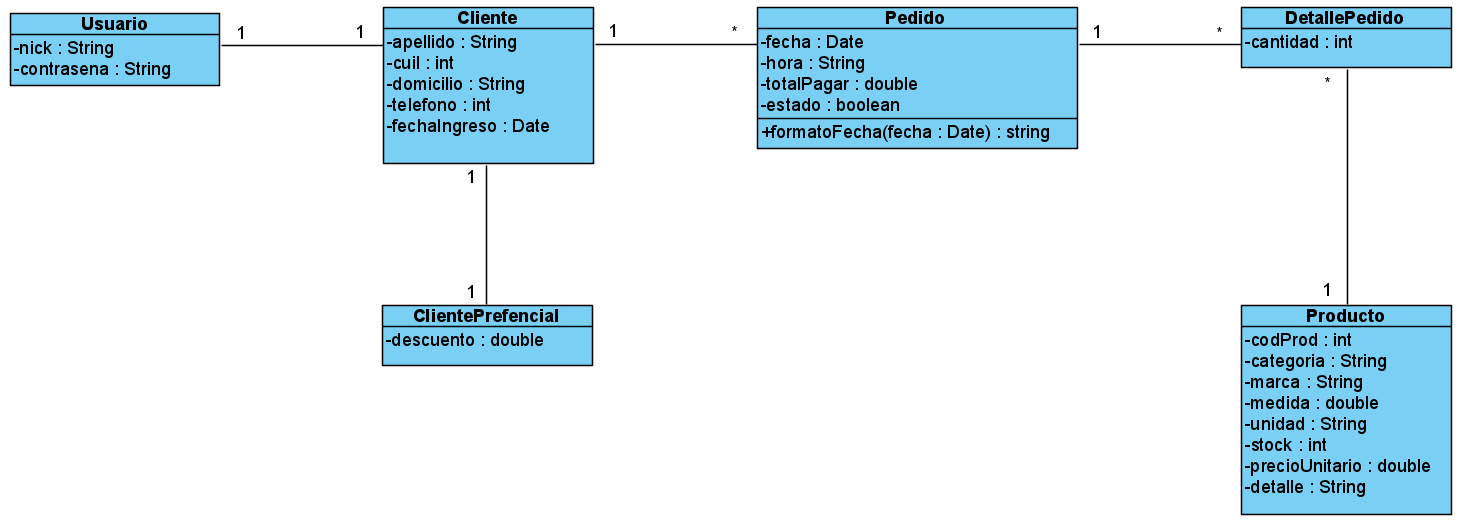 Usuario
-nick : String
-contrasena : String
1
1
Cliente
-apellido : String
-cuil : int
-domicilio : String
-telefono : int
-fechaIngreso : Date
1
*
Pedido
-fecha : Date
-hora : String
-totalPagar : double
-estado : boolean
+formatoFecha(fecha : Date) : string
1
*
DetallePedido
-cantidad : int
1
1
ClientePrefencial
-descuento : double
*
1
Producto
-codProd : int
-categoria : String
-marca : String
-medida : double
-unidad : String
-stock : int
-precioUnitario : double
-detalle : String